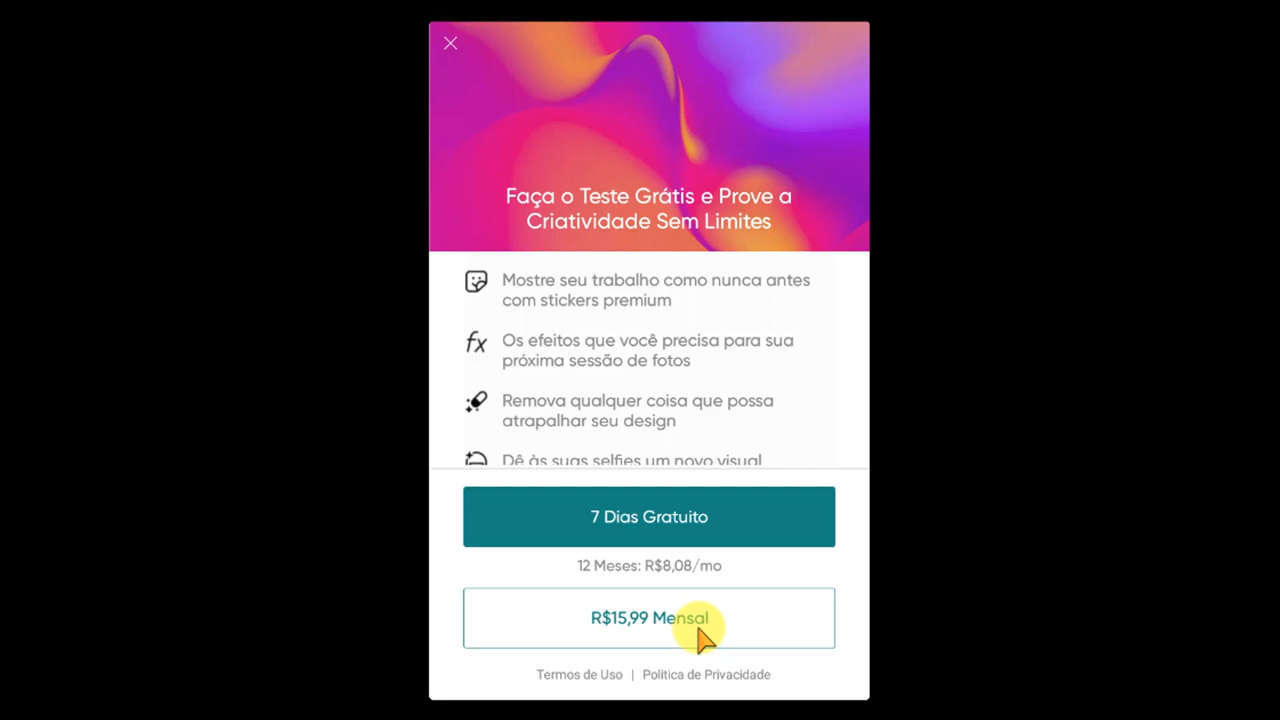 Faça o Teste Grátis e Prove a
Criatividade Sem Limites
Mostre seu trabalho como nunca antes
com stickers premium
fx
Os efeitos que você precisa para sua
próxima sessão de fotos
Remova qualquer coisa que possa
atrapalhar seu design
Dê às suas selfies um novo visual
7 Dias Gratuito
12 Meses: R$8,08/mo
R$15,99 Mensal
Termos de Uso | Politica de Privacidade